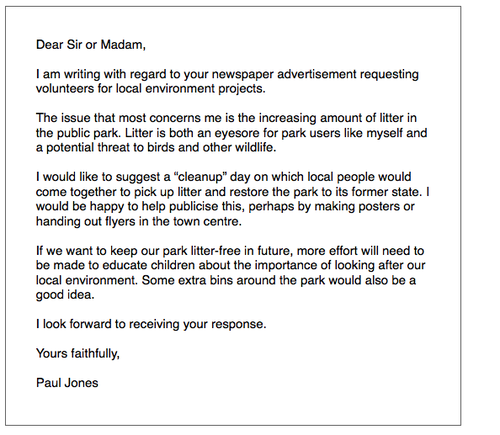 Dear Sir or Madam,
I am writing with regard to your newspaper advertisement requesting
volunteers for local environment projects.
The issue that most concerns me is the increasing amount of litter in
the public park. Litter is both an eyesore for park users like myself and
a potential threat to birds and other wildlife.
I would like to suggest a “cleanup” day on which local people would
come together to pick up litter and restore the park to its former state. I
would be happy to help publicise this, perhaps by making posters or
handing out flyers in the town centre.
If we want to keep our park litter-free in future, more effort will need to
be made to educate children about the importance of looking after our
local environment. Some extra bins around the park would also be a
good idea.
I look forward to receiving your response.
Yours faithfully,
Paul Jones